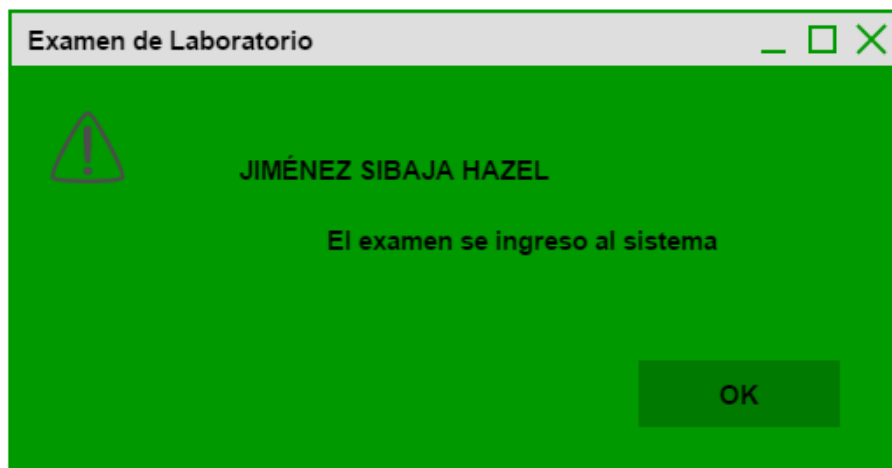 Examen de Laboratorio
JIMÉNEZ SIBAJA HAZEL
El examen se ingreso al sistema
OK